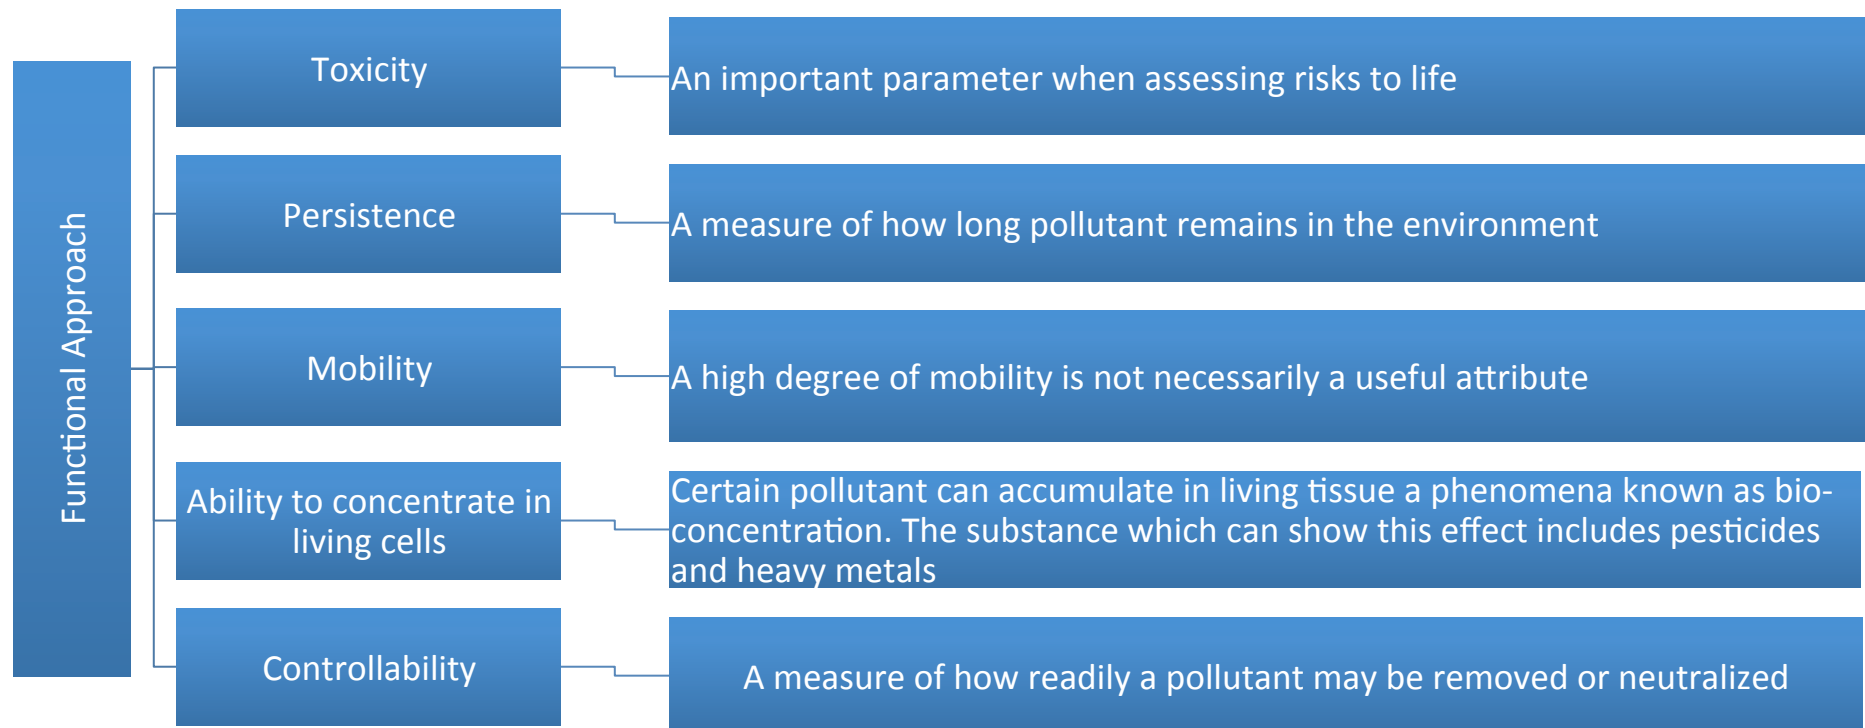 Functional Approach
Toxicity
An important parameter when assessing risks to life
Persistence
A measure of how long pollutant remains in the environment
Mobility
A high degree of mobility is not necessarily a useful attribute
Ability to concentrate in
living cells
Certain pollutant can accumulate in living tissue a phenomena known as bio-
concentration. The substance which can show this effect includes pesticides
and heavy metals
Controllability
A measure of how readily a pollutant may be removed or neutralized